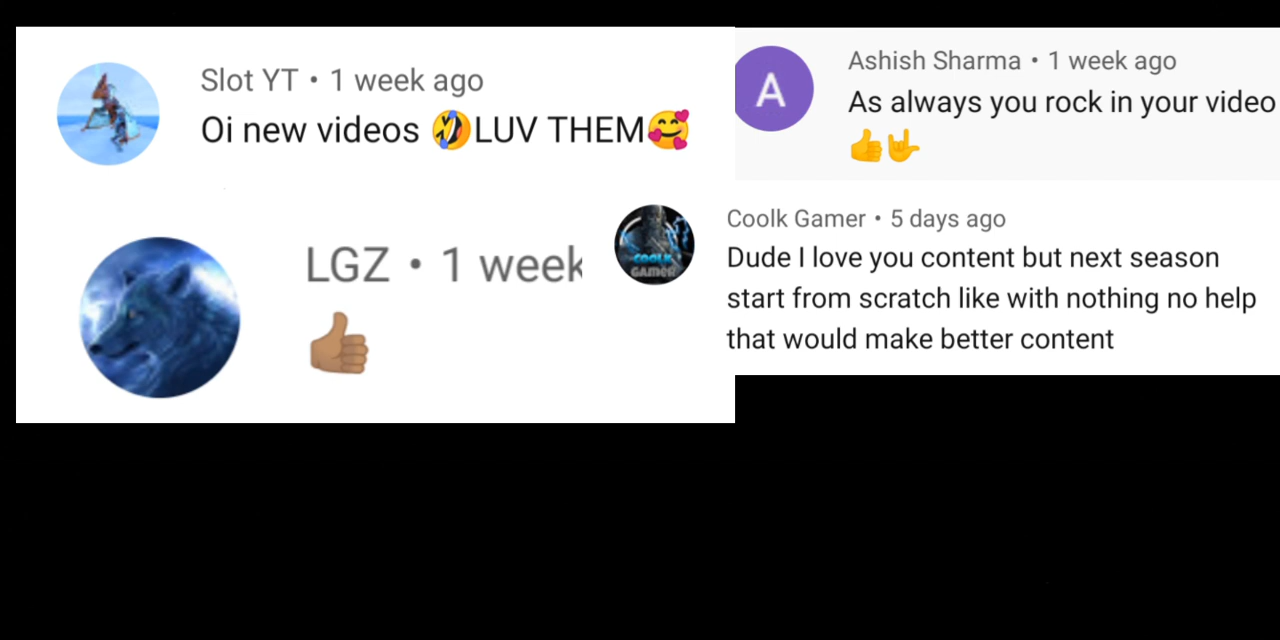 Slot YT • 1 week ago
Oi new videos 🤣LUV THEM🥰
LGZ • 1 week
👍🏽
A
Ashish Sharma • 1 week ago
As always you rock in your video
👍🤟
COOLK
GAMER
Coolk Gamer • 5 days ago
Dude I love you content but next season
start from scratch like with nothing no help
that would make better content